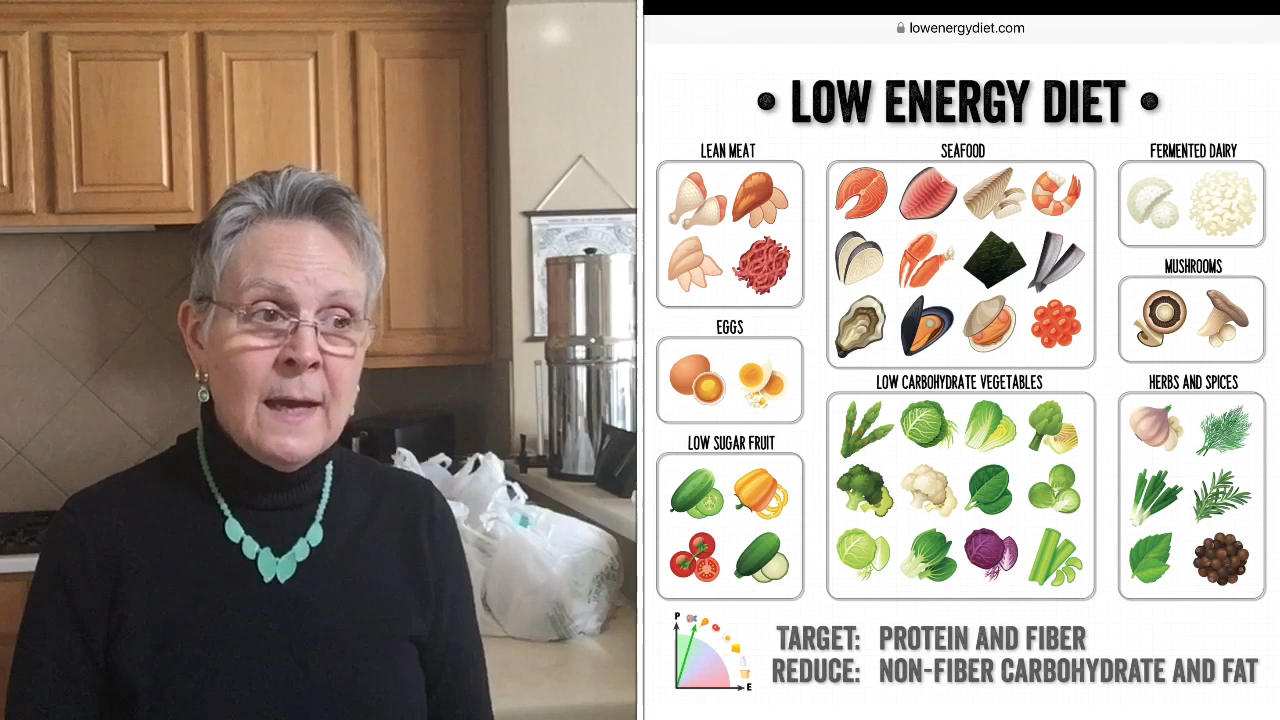 lowenergydiet.com
• LOW ENERGY DIET •
LEAN MEAT
SEAFOOD
FERMENTED DAIRY
MUSHROOMS
EGGS
LOW CARBOHYDRATE VEGETABLES
HERBS AND SPICES
LOW SUGAR FRUIT
P
E
TARGET: PROTEIN AND FIBER
REDUCE: NON-FIBER CARBOHYDRATE AND FAT